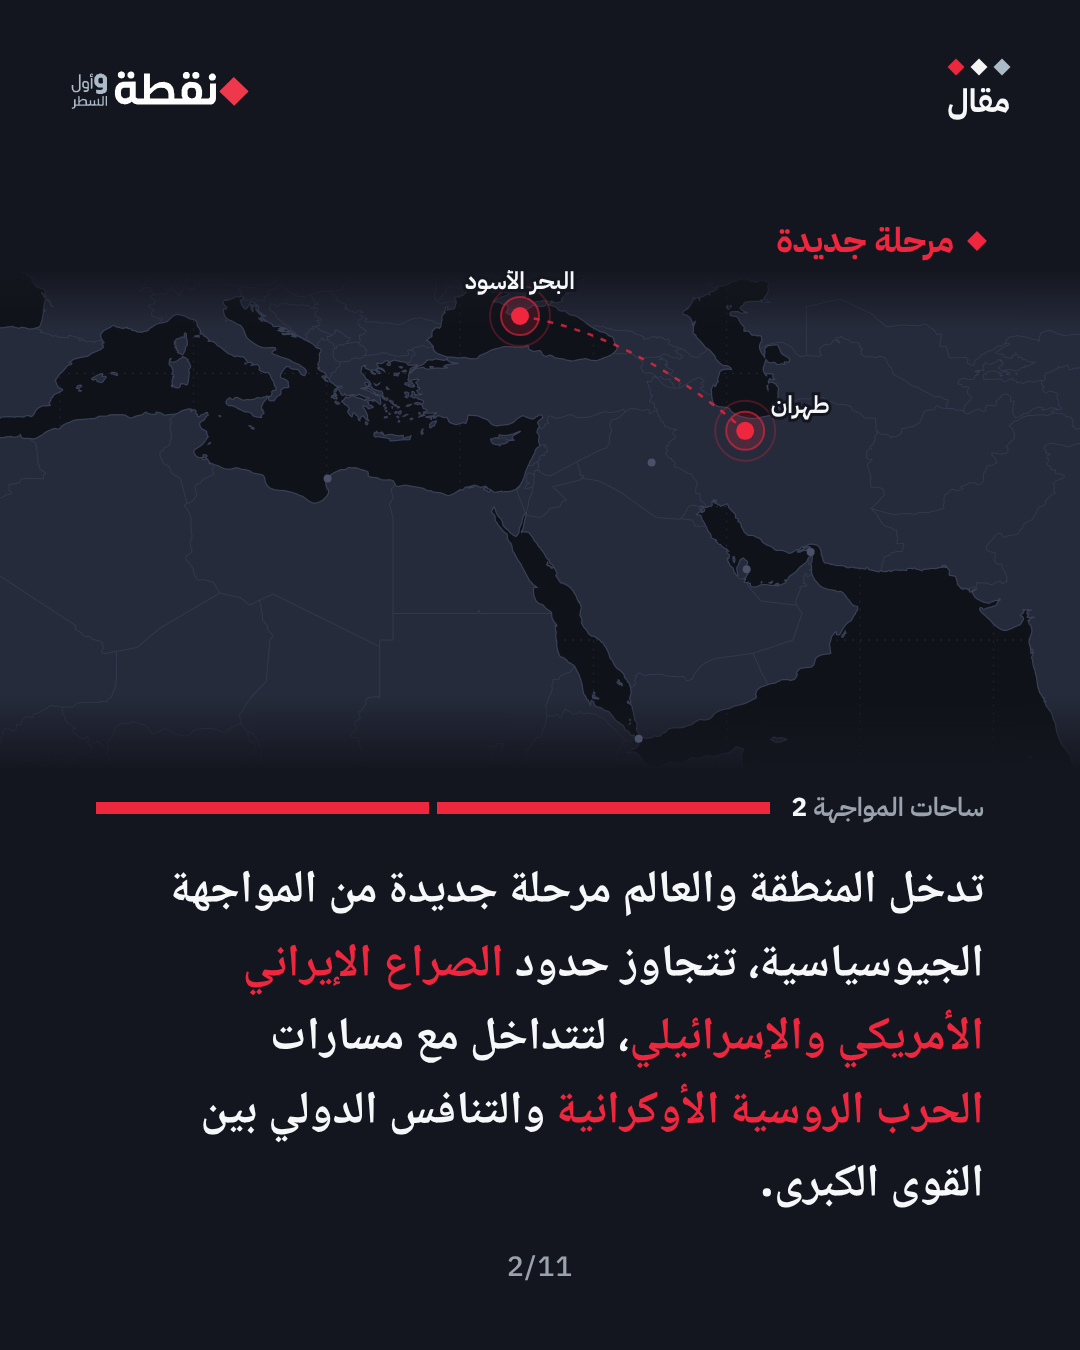 مقال
نقطة
وأول
السطر
مرحلة جديدة
البحر الأسود
طهران
ساحات المواجهة 2
تدخل المنطقة والعالم مرحلة جديدة من المواجهة
الجيوسياسية، تتجاوز حدود الصراع الإيراني
الأمريكي والإسرائيلي، لتتداخل مع مسارات
الحرب الروسية الأوكرانية والتنافس الدولي بين
القوى الكبرى.
2/11